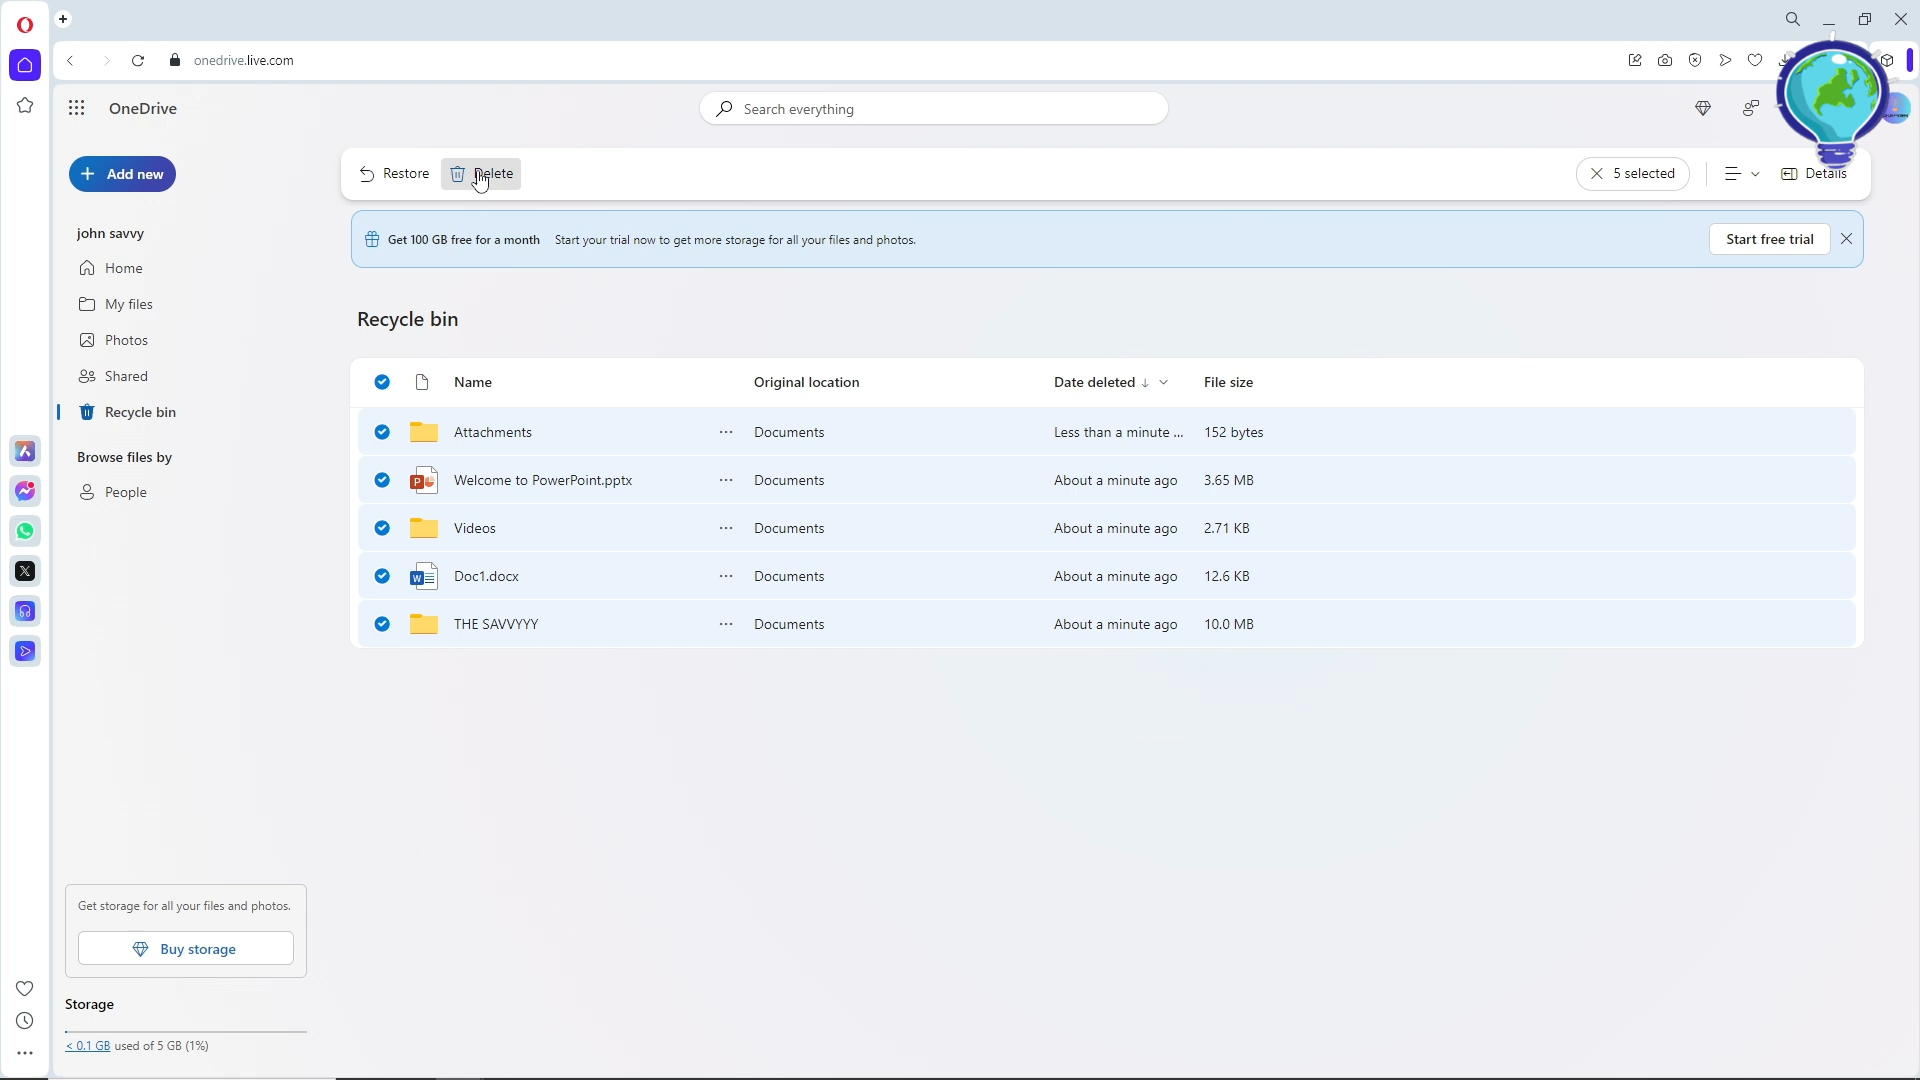 onedrive.live.com
OneDrive
Search everything
Add new
Restore
Delete
5 selected
Details
Get 100 GB free for a month Start your trial now to get more storage for all your files and photos.
Start free trial
john savvy
Home
My files
Photos
Shared
Recycle bin
Browse files by
People
Recycle bin
Name Original location Date deleted File size
Attachments Documents Less than a minute ... 152 bytes
Welcome to PowerPoint.pptx Documents About a minute ago 3.65 MB
Videos Documents About a minute ago 2.71 KB
Doc1.docx Documents About a minute ago 12.6 KB
THE SAVVYYY Documents About a minute ago 10.0 MB
Get storage for all your files and photos.
Buy storage
Storage
< 0.1 GB used of 5 GB (1%)